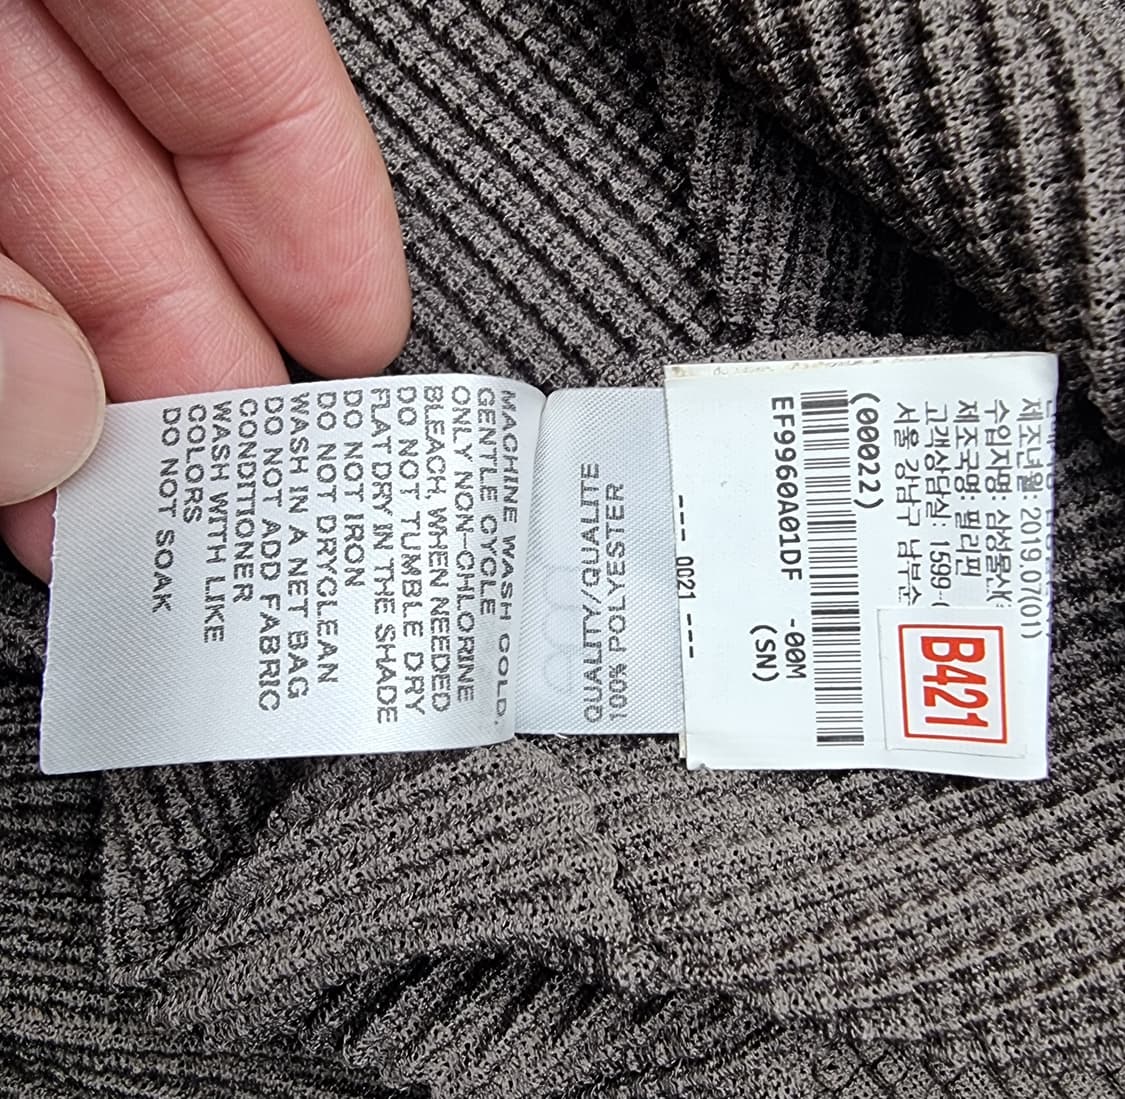 MACHINE WASH COLD,
GENTLE CYCLE
ONLY NON-CHLORINE
BLEACH, WHEN NEEDED
DO NOT TUMBLE DRY
FLAT DRY IN THE SHADE
DO NOT IRON
DO NOT DRYCLEAN
WASH IN A NET BAG
DO NOT ADD FABRIC
CONDITIONER
WASH WITH LIKE
COLORS
DO NOT SOAK
QUALITY/QUALITE
100% POLYESTER
제조년월: 2019.07(01)
수입자명: 삼성물산
제조국명: 필리핀
고객상담실: 1599-
서울 강남구 남부순
B421
(00022)
EF9960A01DF -00M
(SN)
--- 0021 ---